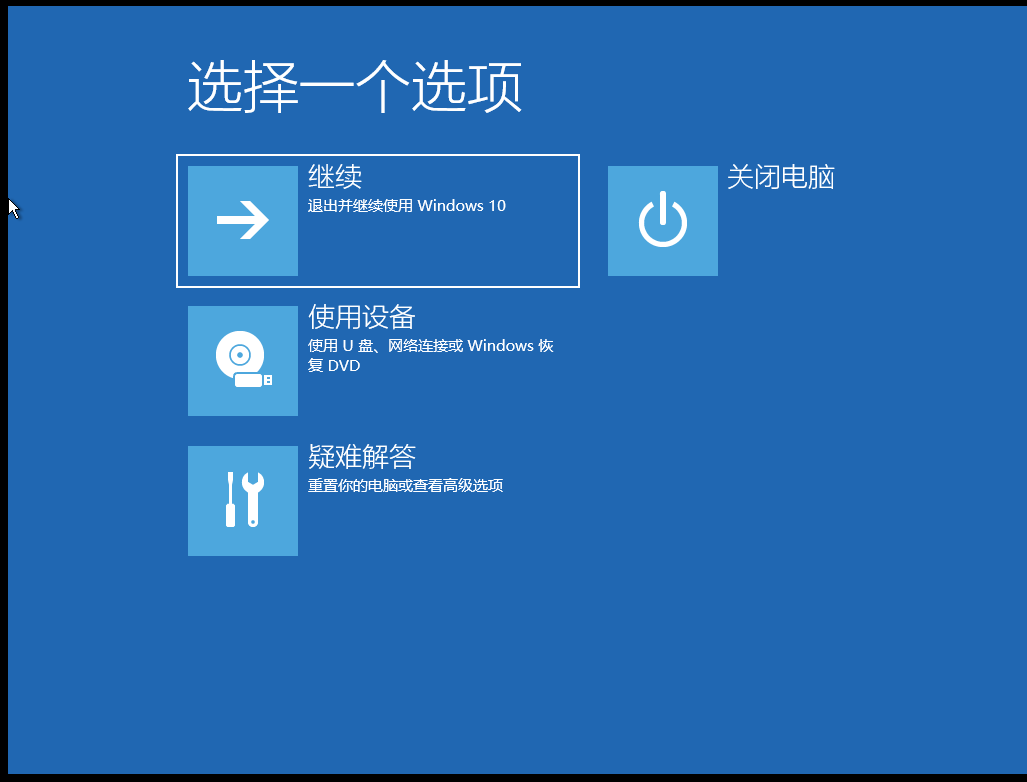 选择一个选项
继续
退出并继续使用 Windows 10
关闭电脑
使用设备
使用 U 盘、网络连接或 Windows 恢
复 DVD
疑难解答
重置你的电脑或查看高级选项